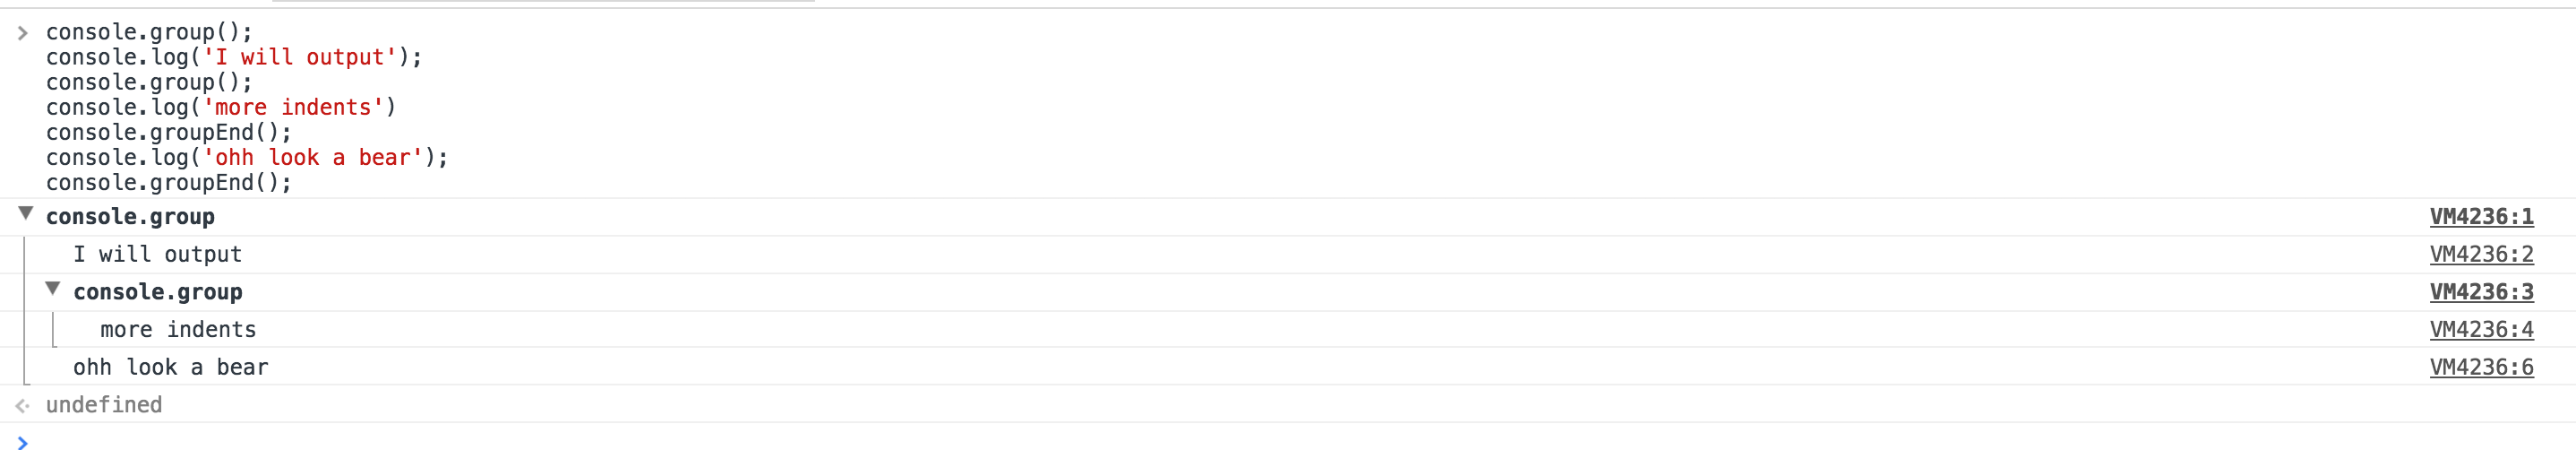 console.group();
console.log('I will output');
console.group();
console.log('more indents')
console.groupEnd();
console.log('ohh look a bear');
console.groupEnd();
console.group VM4236:1
I will output VM4236:2
console.group VM4236:3
more indents VM4236:4
ohh look a bear VM4236:6
undefined